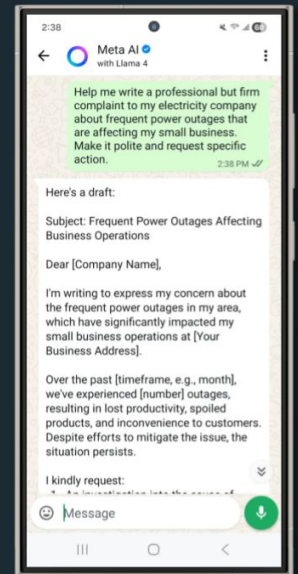 2:38
Meta AI
with Llama 4
Help me write a professional but firm
complaint to my electricity company
about frequent power outages that
are affecting my small business.
Make it polite and request specific
action.
2:38 PM
Here's a draft:
Subject: Frequent Power Outages Affecting
Business Operations
Dear [Company Name],
I'm writing to express my concern about
the frequent power outages in my area,
which have significantly impacted my
small business operations at [Your
Business Address].
Over the past [timeframe, e.g., month],
we've experienced [number] outages,
resulting in lost productivity, spoiled
products, and inconvenience to customers.
Despite efforts to mitigate the issue, the
situation persists.
I kindly request:
Message